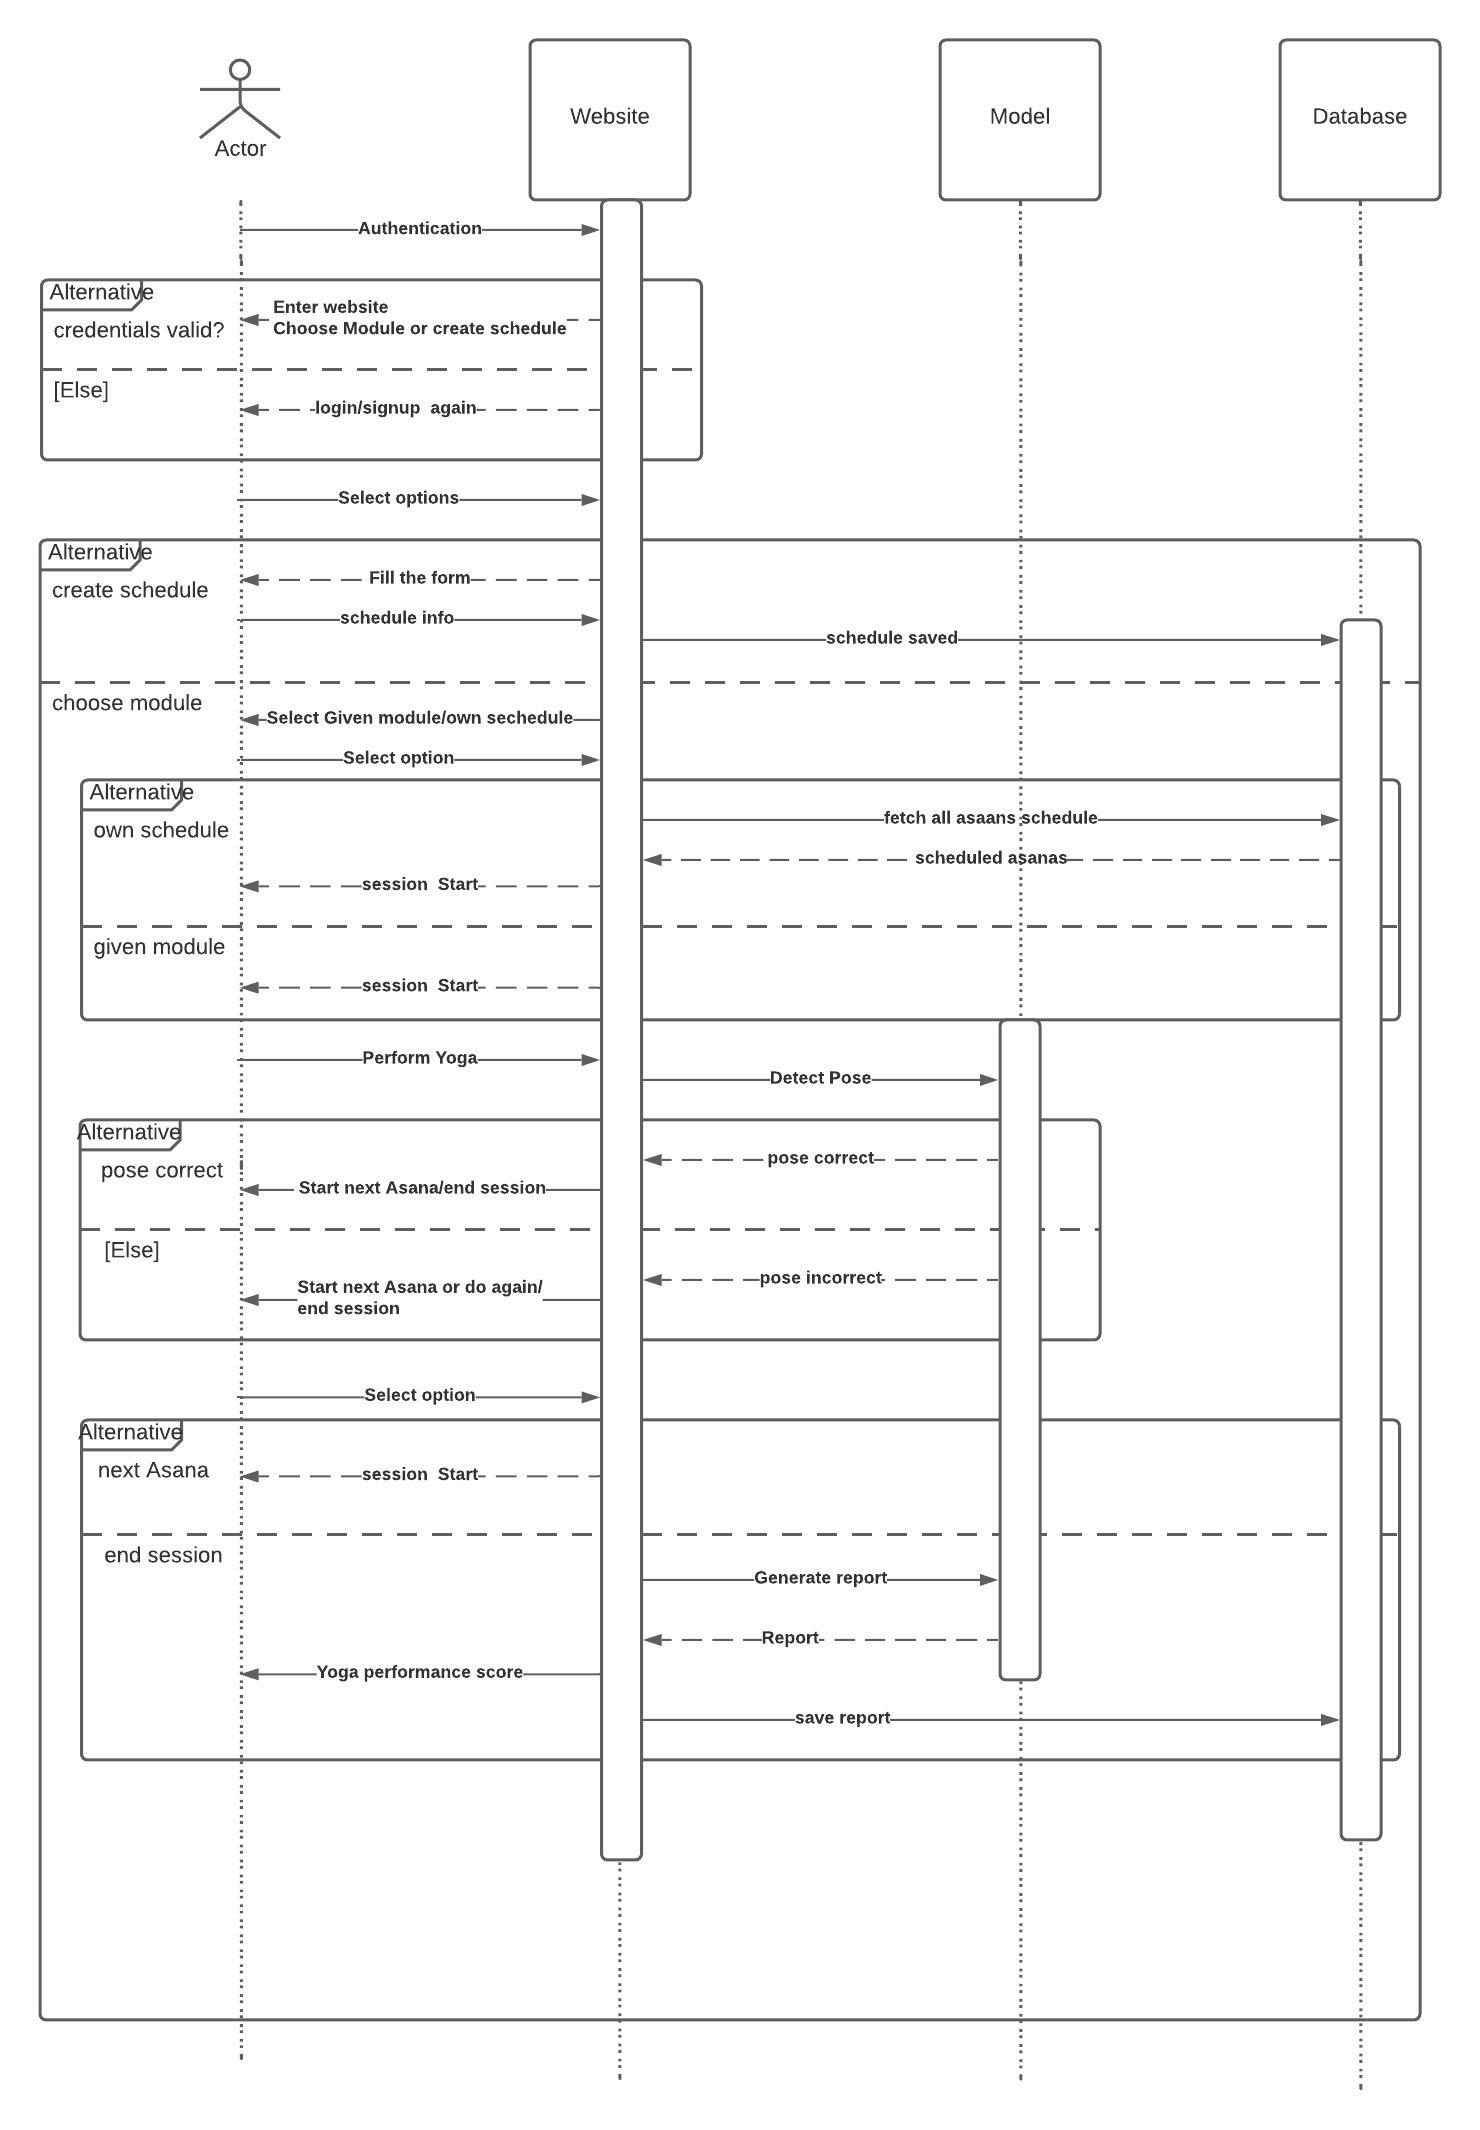 Actor
Website
Model
Database
Authentication
Alternative
credentials valid?
Enter website
Choose Module or create schedule
[Else]
login/signup  again
Select options
Alternative
create schedule
Fill the form
schedule info
schedule saved
choose module
Select Given module/own sechedule
Select option
Alternative
own schedule
fetch all asaans schedule
scheduled asanas
session  Start
given module
session  Start
Perform Yoga
Detect Pose
Alternative
pose correct
pose correct
Start next Asana/end session
[Else]
pose incorrect
Start next Asana or do again/
end session
Select option
Alternative
next Asana
session  Start
end session
Generate report
Report
Yoga performance score
save report